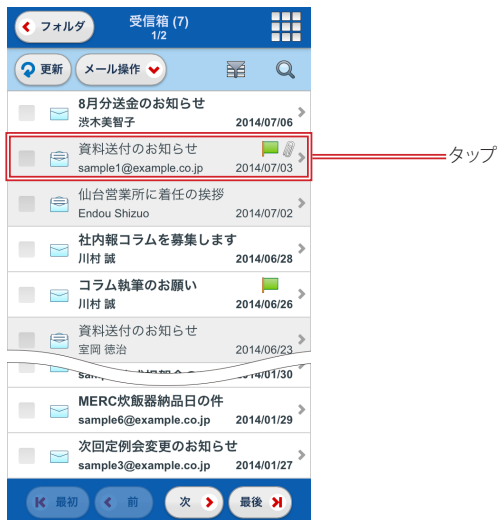 フォルダ
受信箱 (7)
1/2
更新
メール操作
8月分送金のお知らせ
渋木美智子
2014/07/06
資料送付のお知らせ
sample1@example.co.jp
2014/07/03
タップ
仙台営業所に着任の挨拶
Endou Shizuo
2014/07/02
社内報コラムを募集します
川村 誠
2014/06/28
コラム執筆のお願い
川村 誠
2014/06/26
資料送付のお知らせ
室岡 徳治
2014/06/23
2014/01/30
MERC炊飯器納品日の件
sample6@example.co.jp
2014/01/29
次回定例会変更のお知らせ
sample3@example.co.jp
2014/01/27
最初
前
次
最後